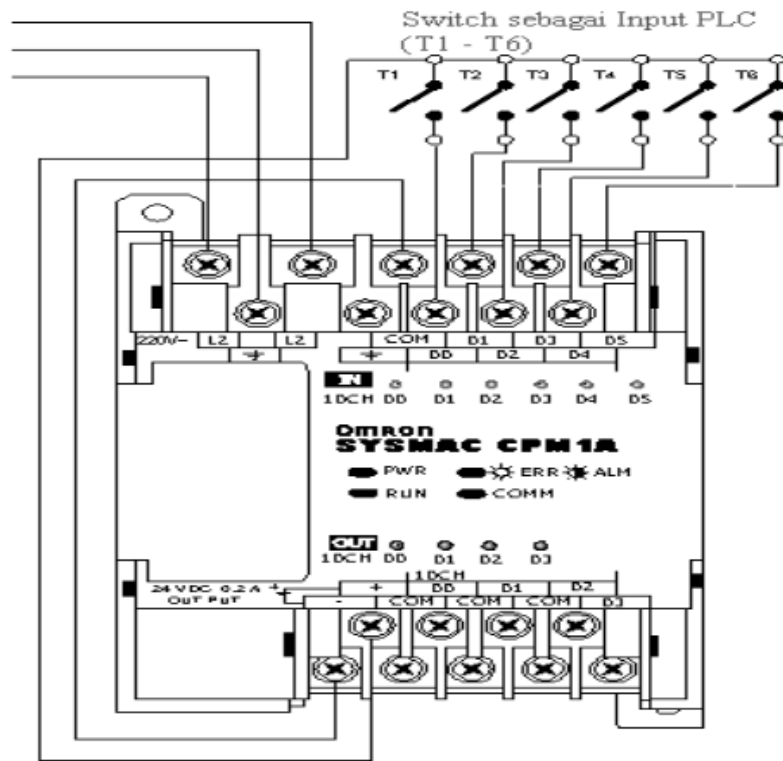 Switch sebagai Input PLC
(T1 - T6)
T1 T2 T3 T4 T5 T6
220V~ L2 L2 COM D1 D3 D5
DD D2 D4
IN
1DCH DD D1 D2 D3 D4 D5
Omron
SYSMAC CPM1A
PWR ERR ALM
RUN COMM
OUT
1DCH DD D1 D2 D3
1DCH
24 VDC 0.2 A + + DD D1 D2
OUT PUT - COM COM COM D3